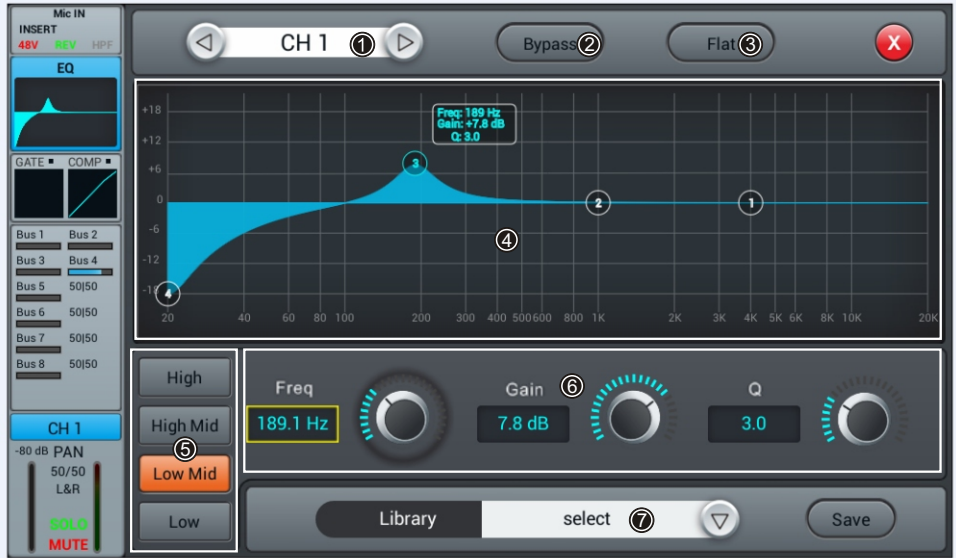 Mic IN
INSERT
48V REV HPF
EQ
GATE COMP
Bus 1 Bus 2
Bus 3 Bus 4
Bus 5 50|50
Bus 6 50|50
Bus 7 50|50
Bus 8 50|50
CH 1
-80 dB PAN
50/50
L&R
SOLO
MUTE
CH 1 ①
Bypass ②
Flat ③
X
+18
+12
+6
0
-6
-12
Freq: 189 Hz
Gain: +7.8 dB
Q: 3.0
3
2
1
④
4
20 40 60 80 100 200 300 400 500 600 800 1K 2K 3K 4K 5K 6K 8K 10K 20K
High
High Mid
⑤
Low Mid
Low
Freq
189.1 Hz
Gain ⑥
7.8 dB
Q
3.0
Library select ⑦
Save